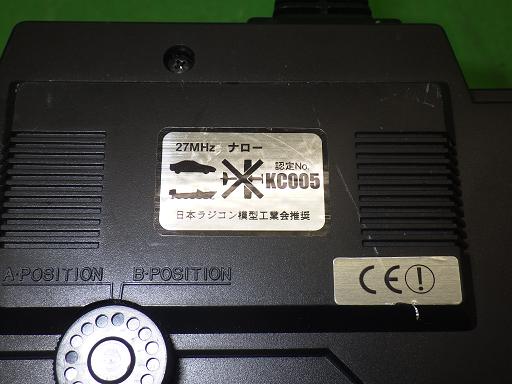 27MHz ナロー
認定No.
KC005
日本ラジコン模型工業会推奨
A·POSITION B·POSITION
CE!